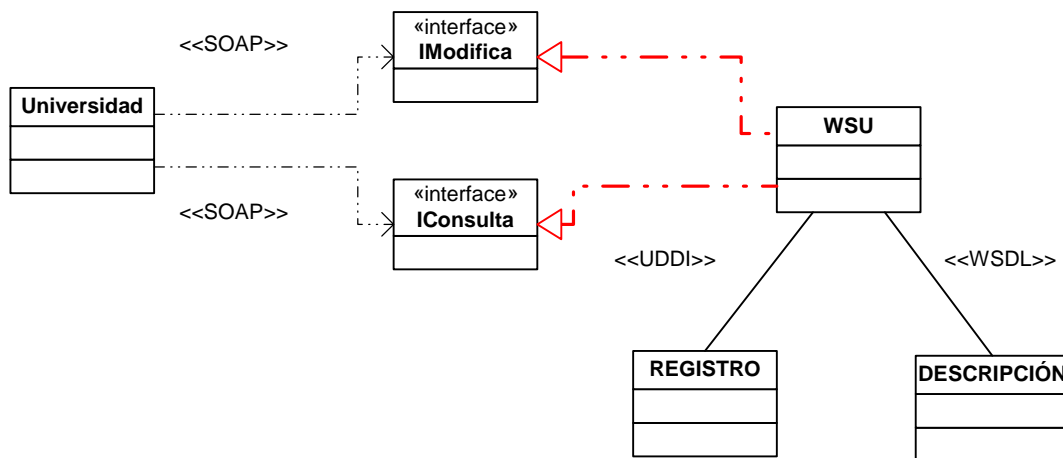 «interface»
IModifica
<<SOAP>>
Universidad
WSU
«interface»
IConsulta
<<SOAP>>
<<UDDI>>
<<WSDL>>
REGISTRO
DESCRIPCIÓN